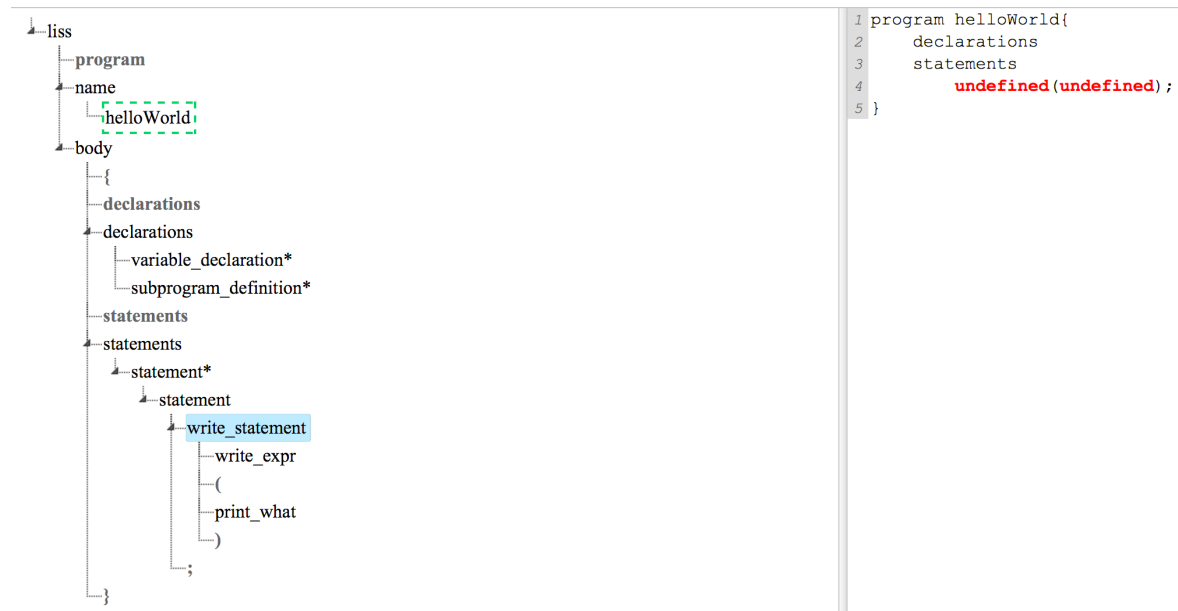 liss
program
name
helloWorld
body
{
declarations
declarations
variable_declaration*
subprogram_definition*
statements
statements
statement*
statement
write_statement
write_expr
(
print_what
)
;
}
1 program helloWorld{
2 declarations
3 statements
4 undefined(undefined);
5 }